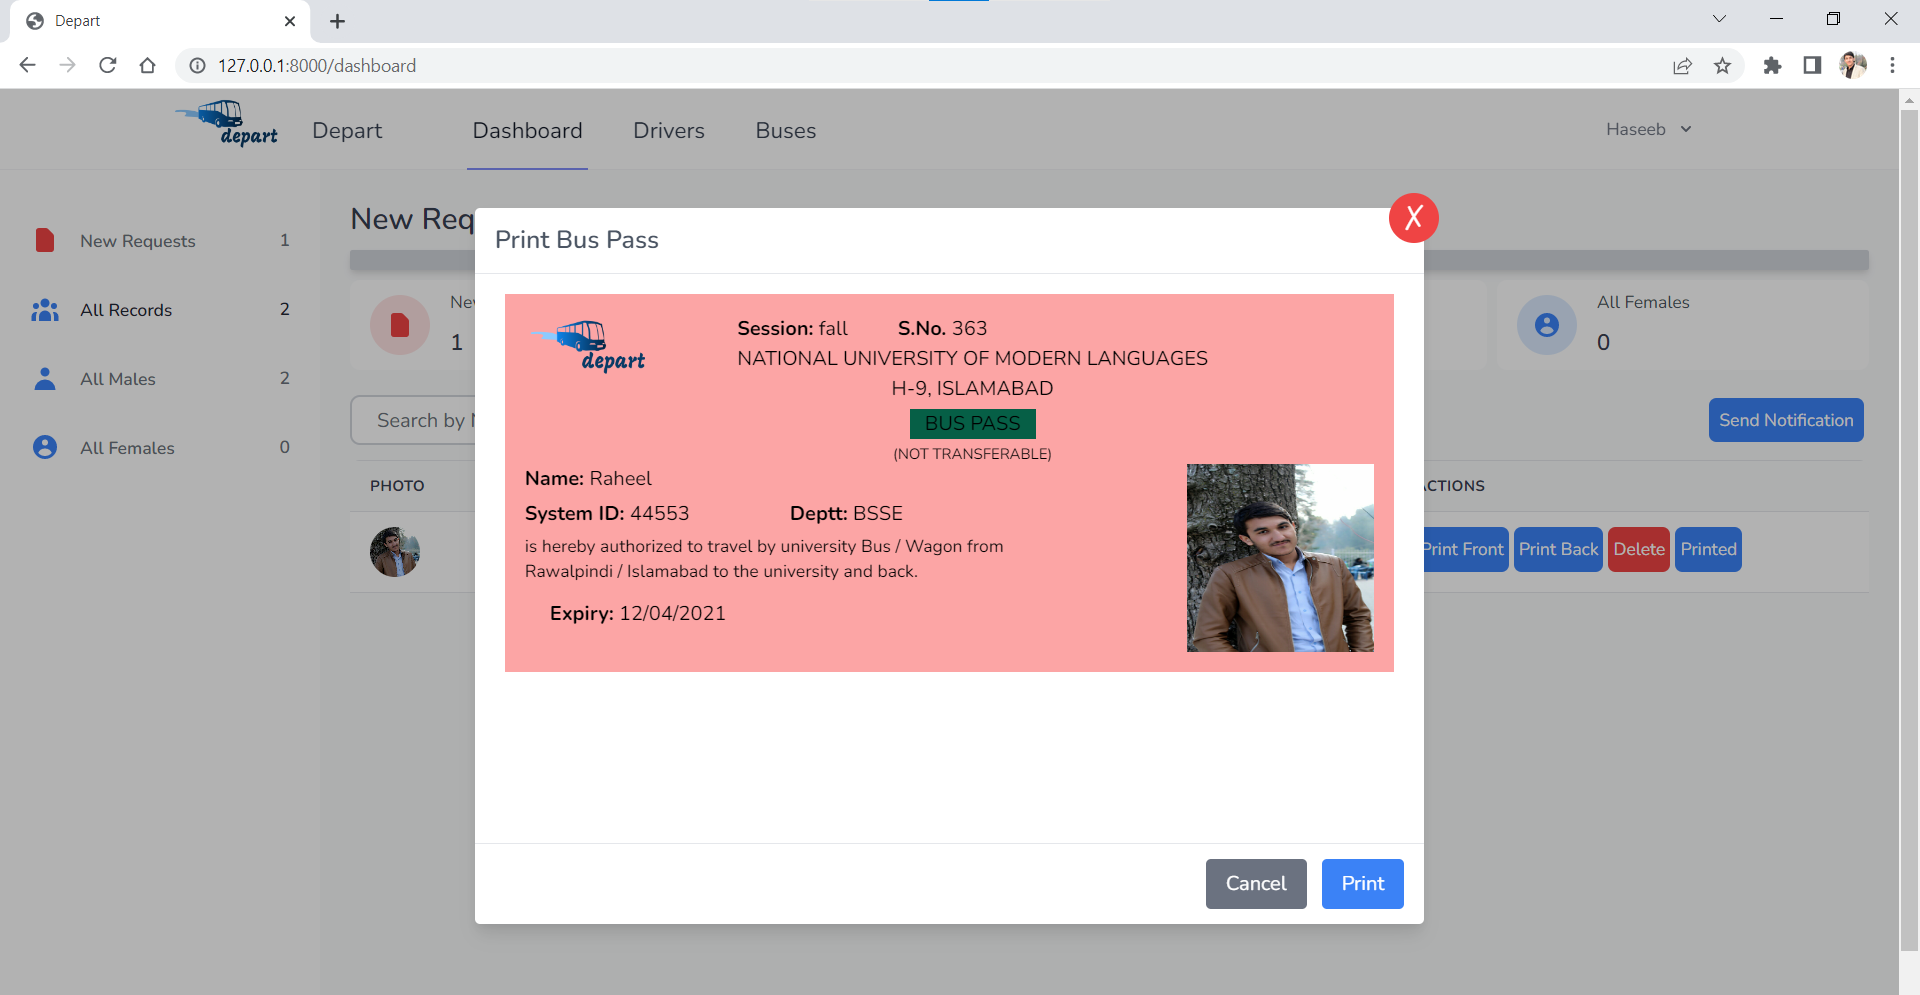 Depart
127.0.0.1:8000/dashboard
depart
Depart
Dashboard
Drivers
Buses
Haseeb
New Requests 1
All Records 2
All Males 2
All Females 0
New Req
1
All Females
0
Search by
Send Notification
PHOTO
CTIONS
Print Front
Print Back
Delete
Printed
Print Bus Pass
X
depart
Session: fall S.No. 363
NATIONAL UNIVERSITY OF MODERN LANGUAGES
H-9, ISLAMABAD
BUS PASS
(NOT TRANSFERABLE)
Name: Raheel
System ID: 44553 Deptt: BSSE
is hereby authorized to travel by university Bus / Wagon from
Rawalpindi / Islamabad to the university and back.
Expiry: 12/04/2021
Cancel
Print